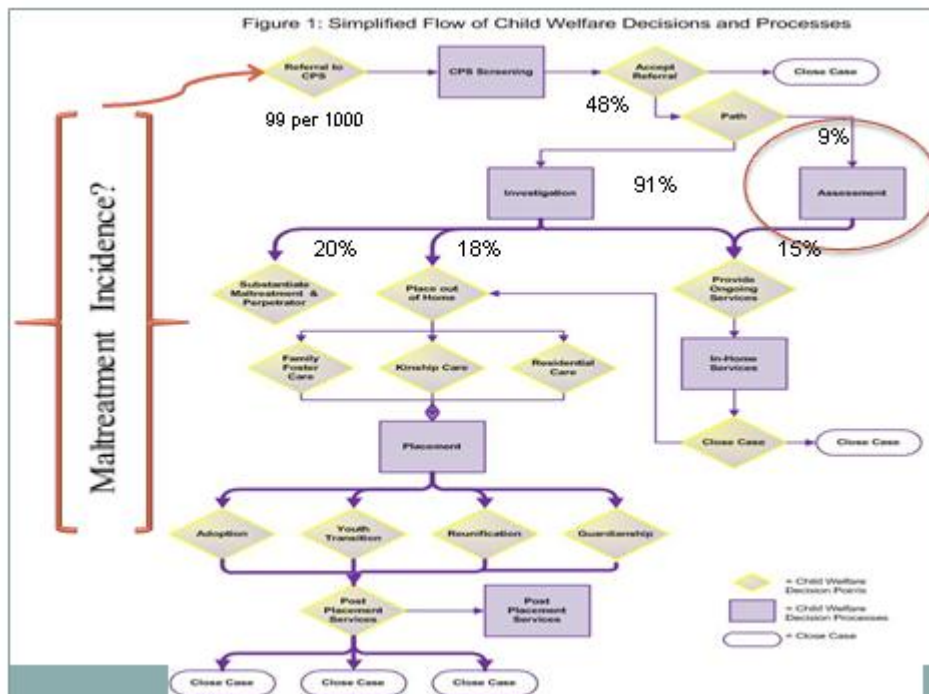 Figure 1: Simplified Flow of Child Welfare Decisions and Processes
Referral to
CPS
CPS Screening
Accept
Referral
Close Case
99 per 1000
48%
Path
9%
Maltreatment Incidence?
Investigation
91%
Assessment
20%
18%
15%
Substantiate
Maltreatment &
Perpetrator
Place out
of Home
Provide
Ongoing
Services
Family
Foster
Care
Kinship Care
Residential
Care
In-Home
Services
Placement
Close Case
Close Case
Adoption
Youth
Transition
Reunification
Guardianship
Post
Placement
Services
Post
Placement
Services
= Child Welfare
Decision Points
= Child Welfare
Decision Processes
= Close Case
Close Case
Close Case
Close Case